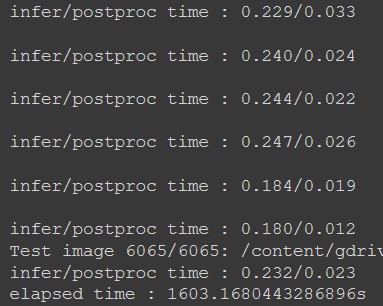 infer/postproc time : 0.229/0.033
infer/postproc time : 0.240/0.024
infer/postproc time : 0.244/0.022
infer/postproc time : 0.247/0.026
infer/postproc time : 0.184/0.019
infer/postproc time : 0.180/0.012
Test image 6065/6065: /content/gdriv
infer/postproc time : 0.232/0.023
elapsed time : 1603.1680443286896s